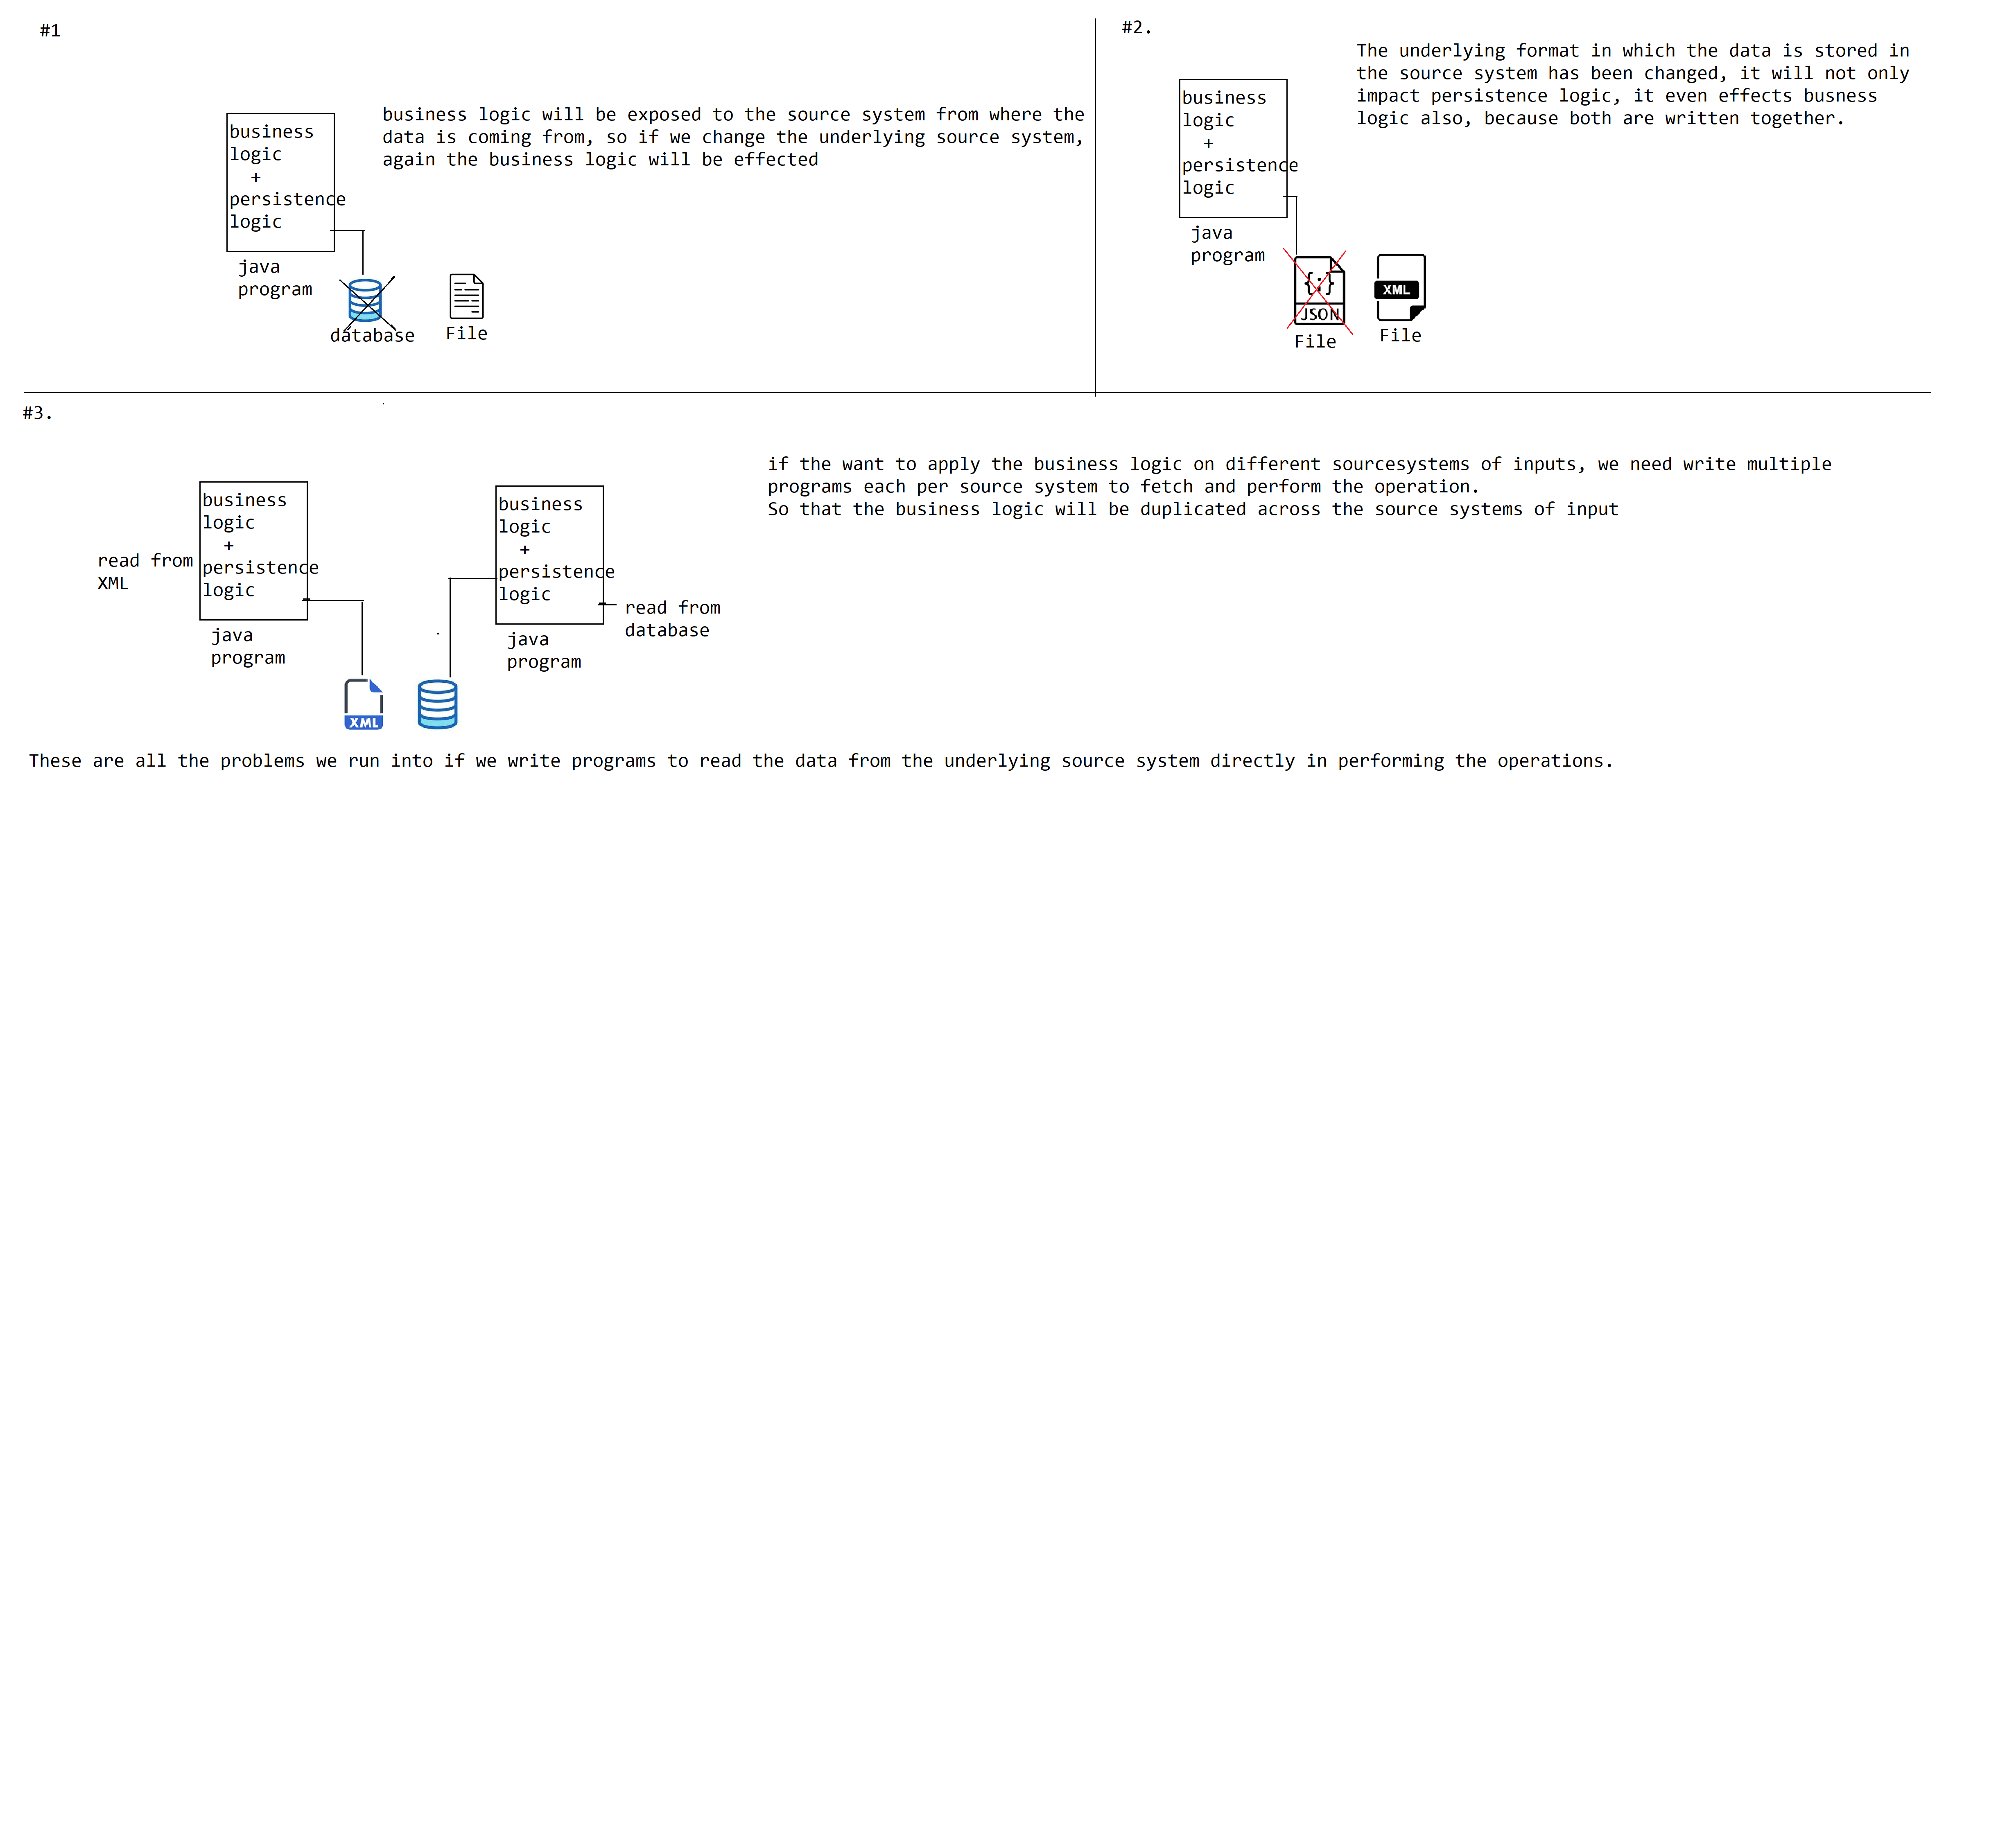 #1
business logic will be exposed to the source system from where the
data is coming from, so if we change the underlying source system,
again the business logic will be effected
business
logic
+
persistence
logic
java
program
database
File
#2.
The underlying format in which the data is stored in
the source system has been changed, it will not only
impact persistence logic, it even effects busness
logic also, because both are written together.
business
logic
+
persistence
logic
java
program
{;}
JSON
File
XML
File
#3.
if the want to apply the business logic on different sourcesystems of inputs, we need write multiple
programs each per source system to fetch and perform the operation.
So that the business logic will be duplicated across the source systems of input
read from
XML
business
logic
+
persistence
logic
java
program
business
logic
+
persistence
logic
java
program
read from
database
XML
These are all the problems we run into if we write programs to read the data from the underlying source system directly in performing the operations.